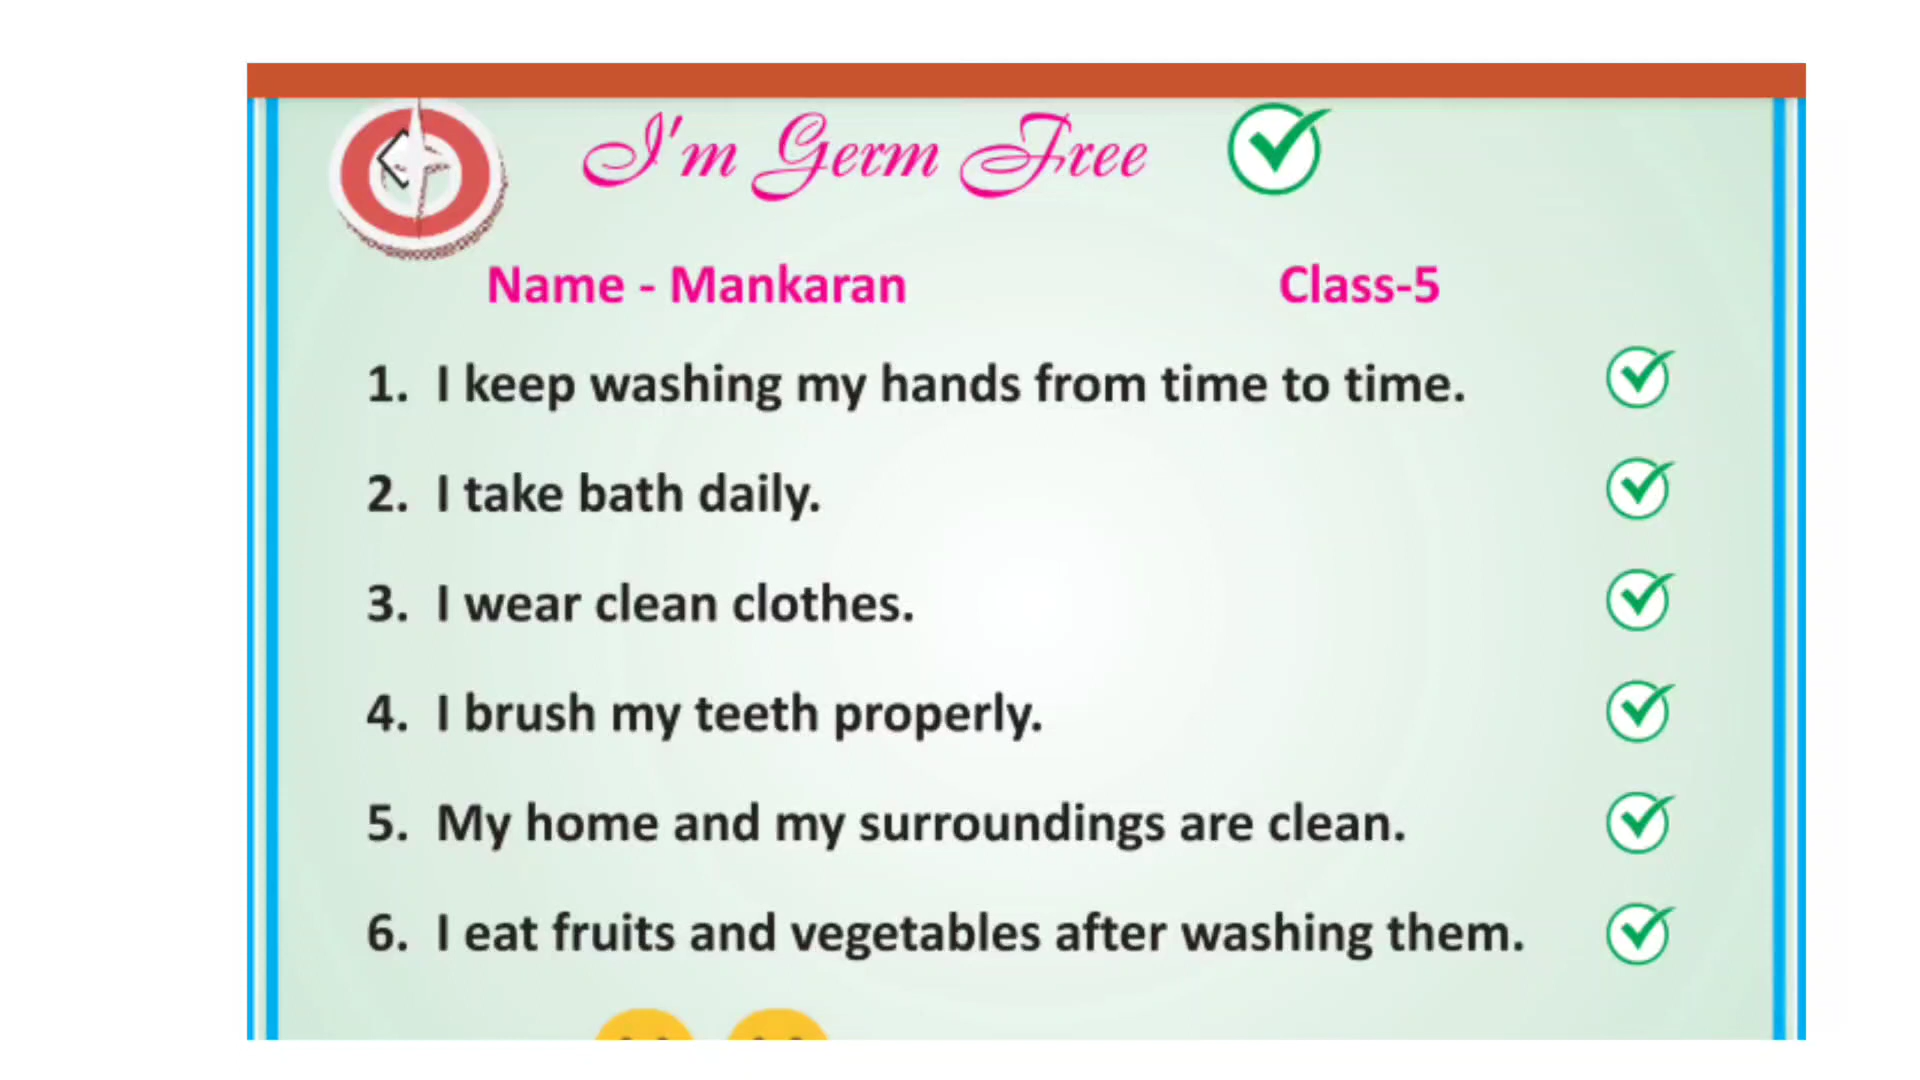 I'm Germ Free
Name - Mankaran Class-5
1. I keep washing my hands from time to time.
2. I take bath daily.
3. I wear clean clothes.
4. I brush my teeth properly.
5. My home and my surroundings are clean.
6. I eat fruits and vegetables after washing them.